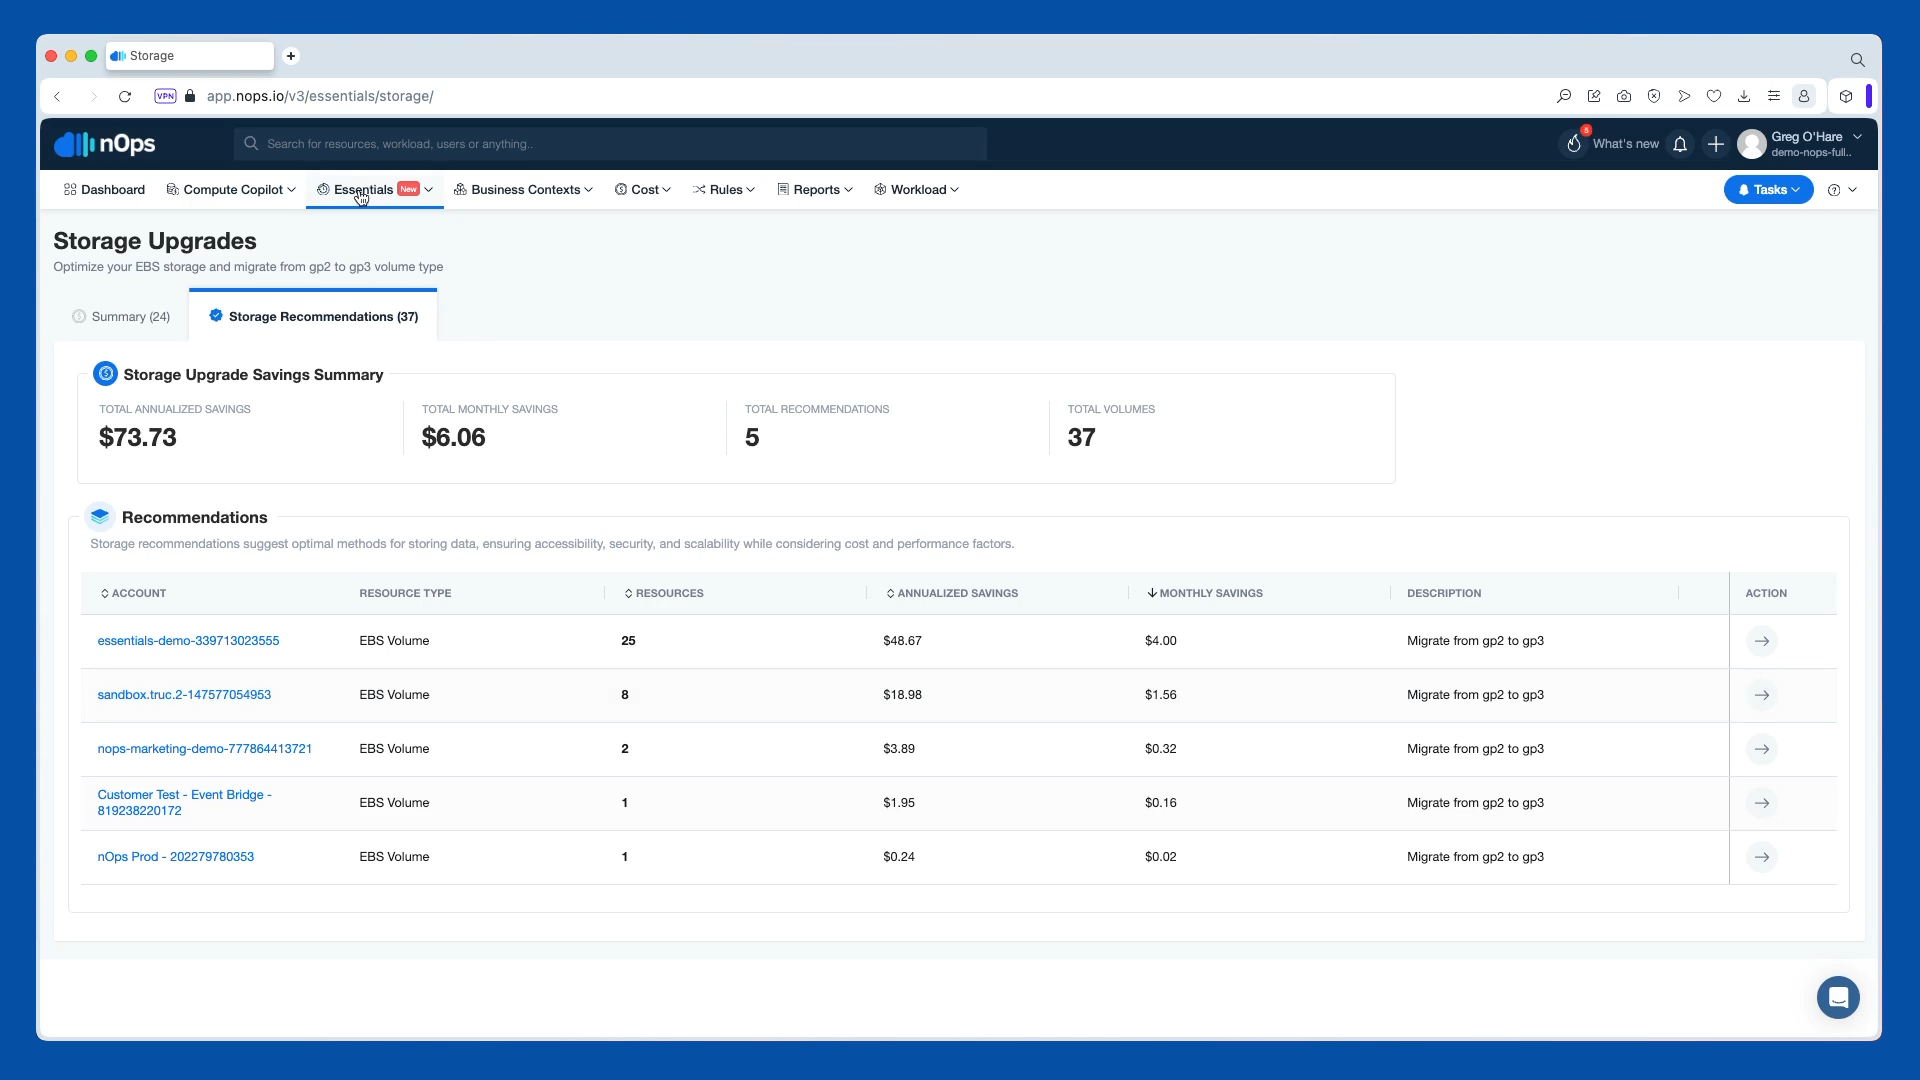 Storage
VPN app.nops.io/v3/essentials/storage/
nOps
Search for resources, workload, users or anything..
5
What's new
Greg O'Hare
demo-nops-full..
Dashboard Compute Copilot Essentials New Business Contexts Cost Rules Reports Workload Tasks
Storage Upgrades
Optimize your EBS storage and migrate from gp2 to gp3 volume type
Summary (24) Storage Recommendations (37)
Storage Upgrade Savings Summary
TOTAL ANNUALIZED SAVINGS TOTAL MONTHLY SAVINGS TOTAL RECOMMENDATIONS TOTAL VOLUMES
$73.73 $6.06 5 37
Recommendations
Storage recommendations suggest optimal methods for storing data, ensuring accessibility, security, and scalability while considering cost and performance factors.
ACCOUNT RESOURCE TYPE RESOURCES ANNUALIZED SAVINGS MONTHLY SAVINGS DESCRIPTION ACTION
essentials-demo-339713023555 EBS Volume 25 $48.67 $4.00 Migrate from gp2 to gp3
sandbox.truc.2-147577054953 EBS Volume 8 $18.98 $1.56 Migrate from gp2 to gp3
nops-marketing-demo-777864413721 EBS Volume 2 $3.89 $0.32 Migrate from gp2 to gp3
Customer Test - Event Bridge -
819238220172 EBS Volume 1 $1.95 $0.16 Migrate from gp2 to gp3
nOps Prod - 202279780353 EBS Volume 1 $0.24 $0.02 Migrate from gp2 to gp3